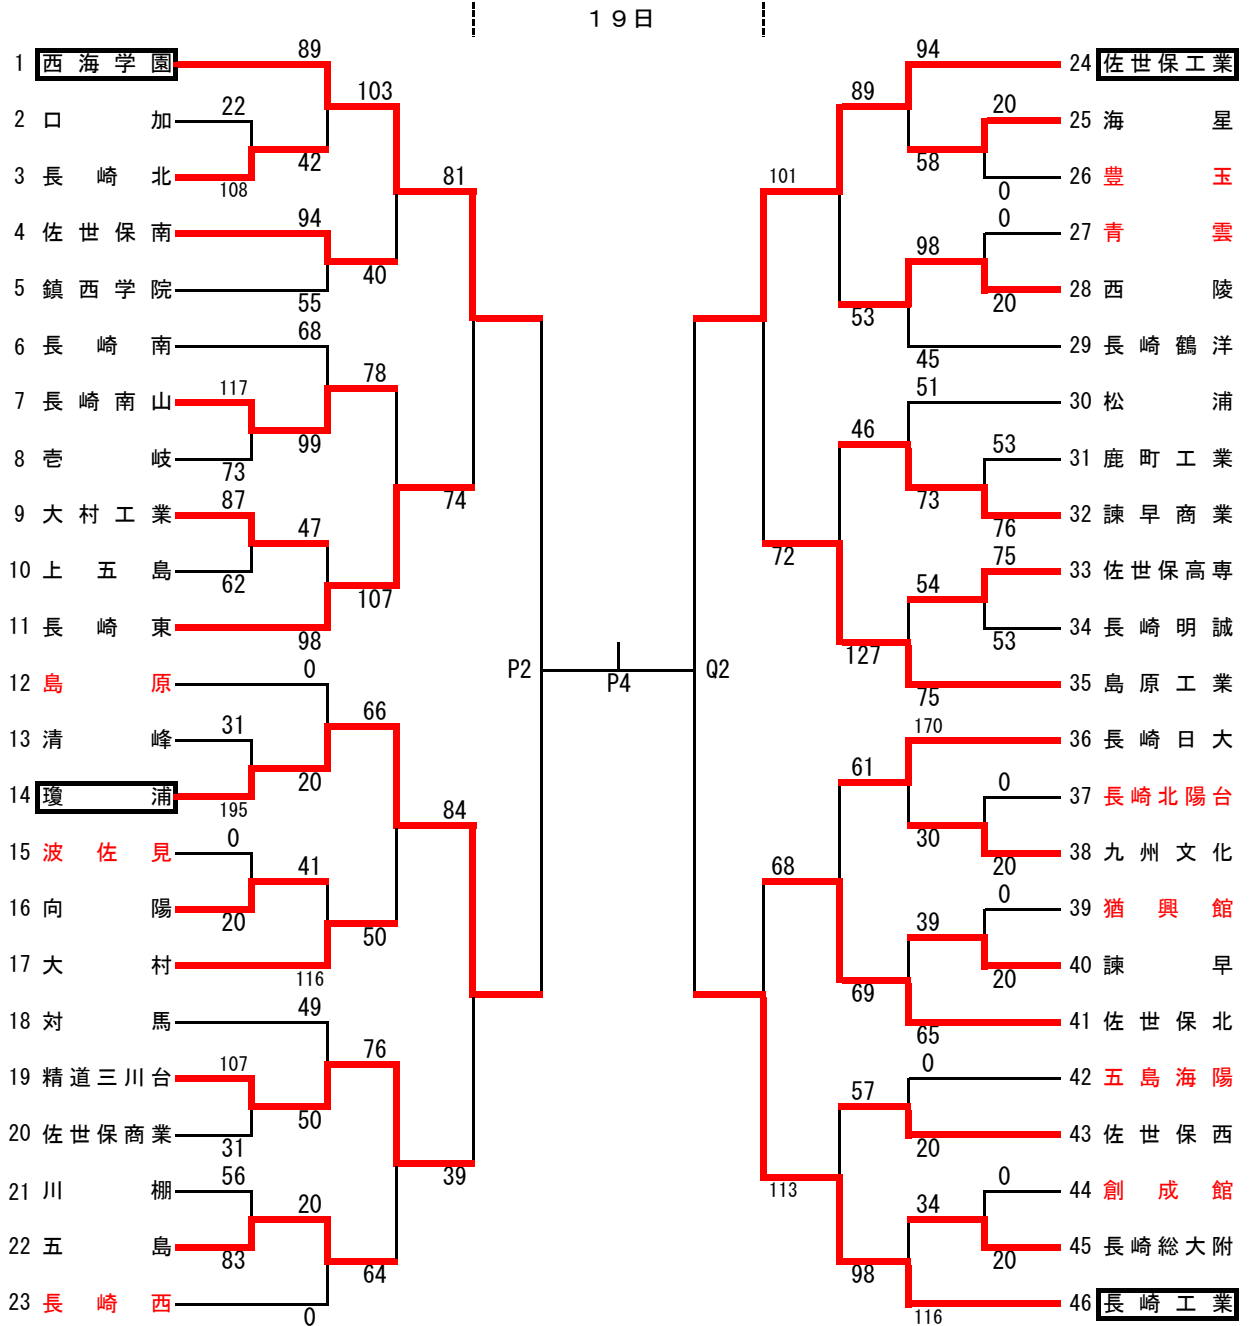 １９日
1 西海学園 89 94 24 佐世保工業
103 89
2 口加 22 20 25 海星
42 58
3 長崎北 108 81 101 0 26 豊玉
4 佐世保南 94 0 27 青雲
40 98
5 鎮西学院 55 53 20 28 西陵
6 長崎南 68 45 29 長崎鶴洋
78 51 30 松浦
7 長崎南山 117 46
99 53 31 鹿町工業
8 壱岐 73 73
9 大村工業 87 74 76 32 諫早商業
47 72 75 33 佐世保高専
10 上五島 62 54
107 53 34 長崎明誠
11 長崎東 98 127
P2 P4 Q2
12 島原 0 75 35 島原工業
66 170 36 長崎日大
13 清峰 31 61
20 0 37 長崎北陽台
14 瓊浦 195 84 30
15 波佐見 0 20 38 九州文化
41 68
16 向陽 20 0 39 猶興館
50 39
17 大村 116 20 40 諫早
69
18 対馬 49 65 41 佐世保北
76 0 42 五島海陽
19 精道三川台 107 57
50
20 佐世保商業 31 20 43 佐世保西
21 川棚 56 39 113 0 44 創成館
20 34
22 五島 83 20 45 長崎総大附
64 98
23 長崎西 0 116 46 長崎工業